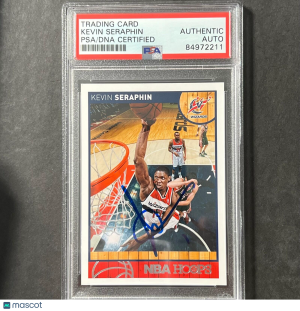 TRADING CARD
KEVIN SERAPHIN
PSA/DNA CERTIFIED
AUTHENTIC
AUTO
84972211
PSA
KEVIN SERAPHIN
NBA HOOPS
mascot